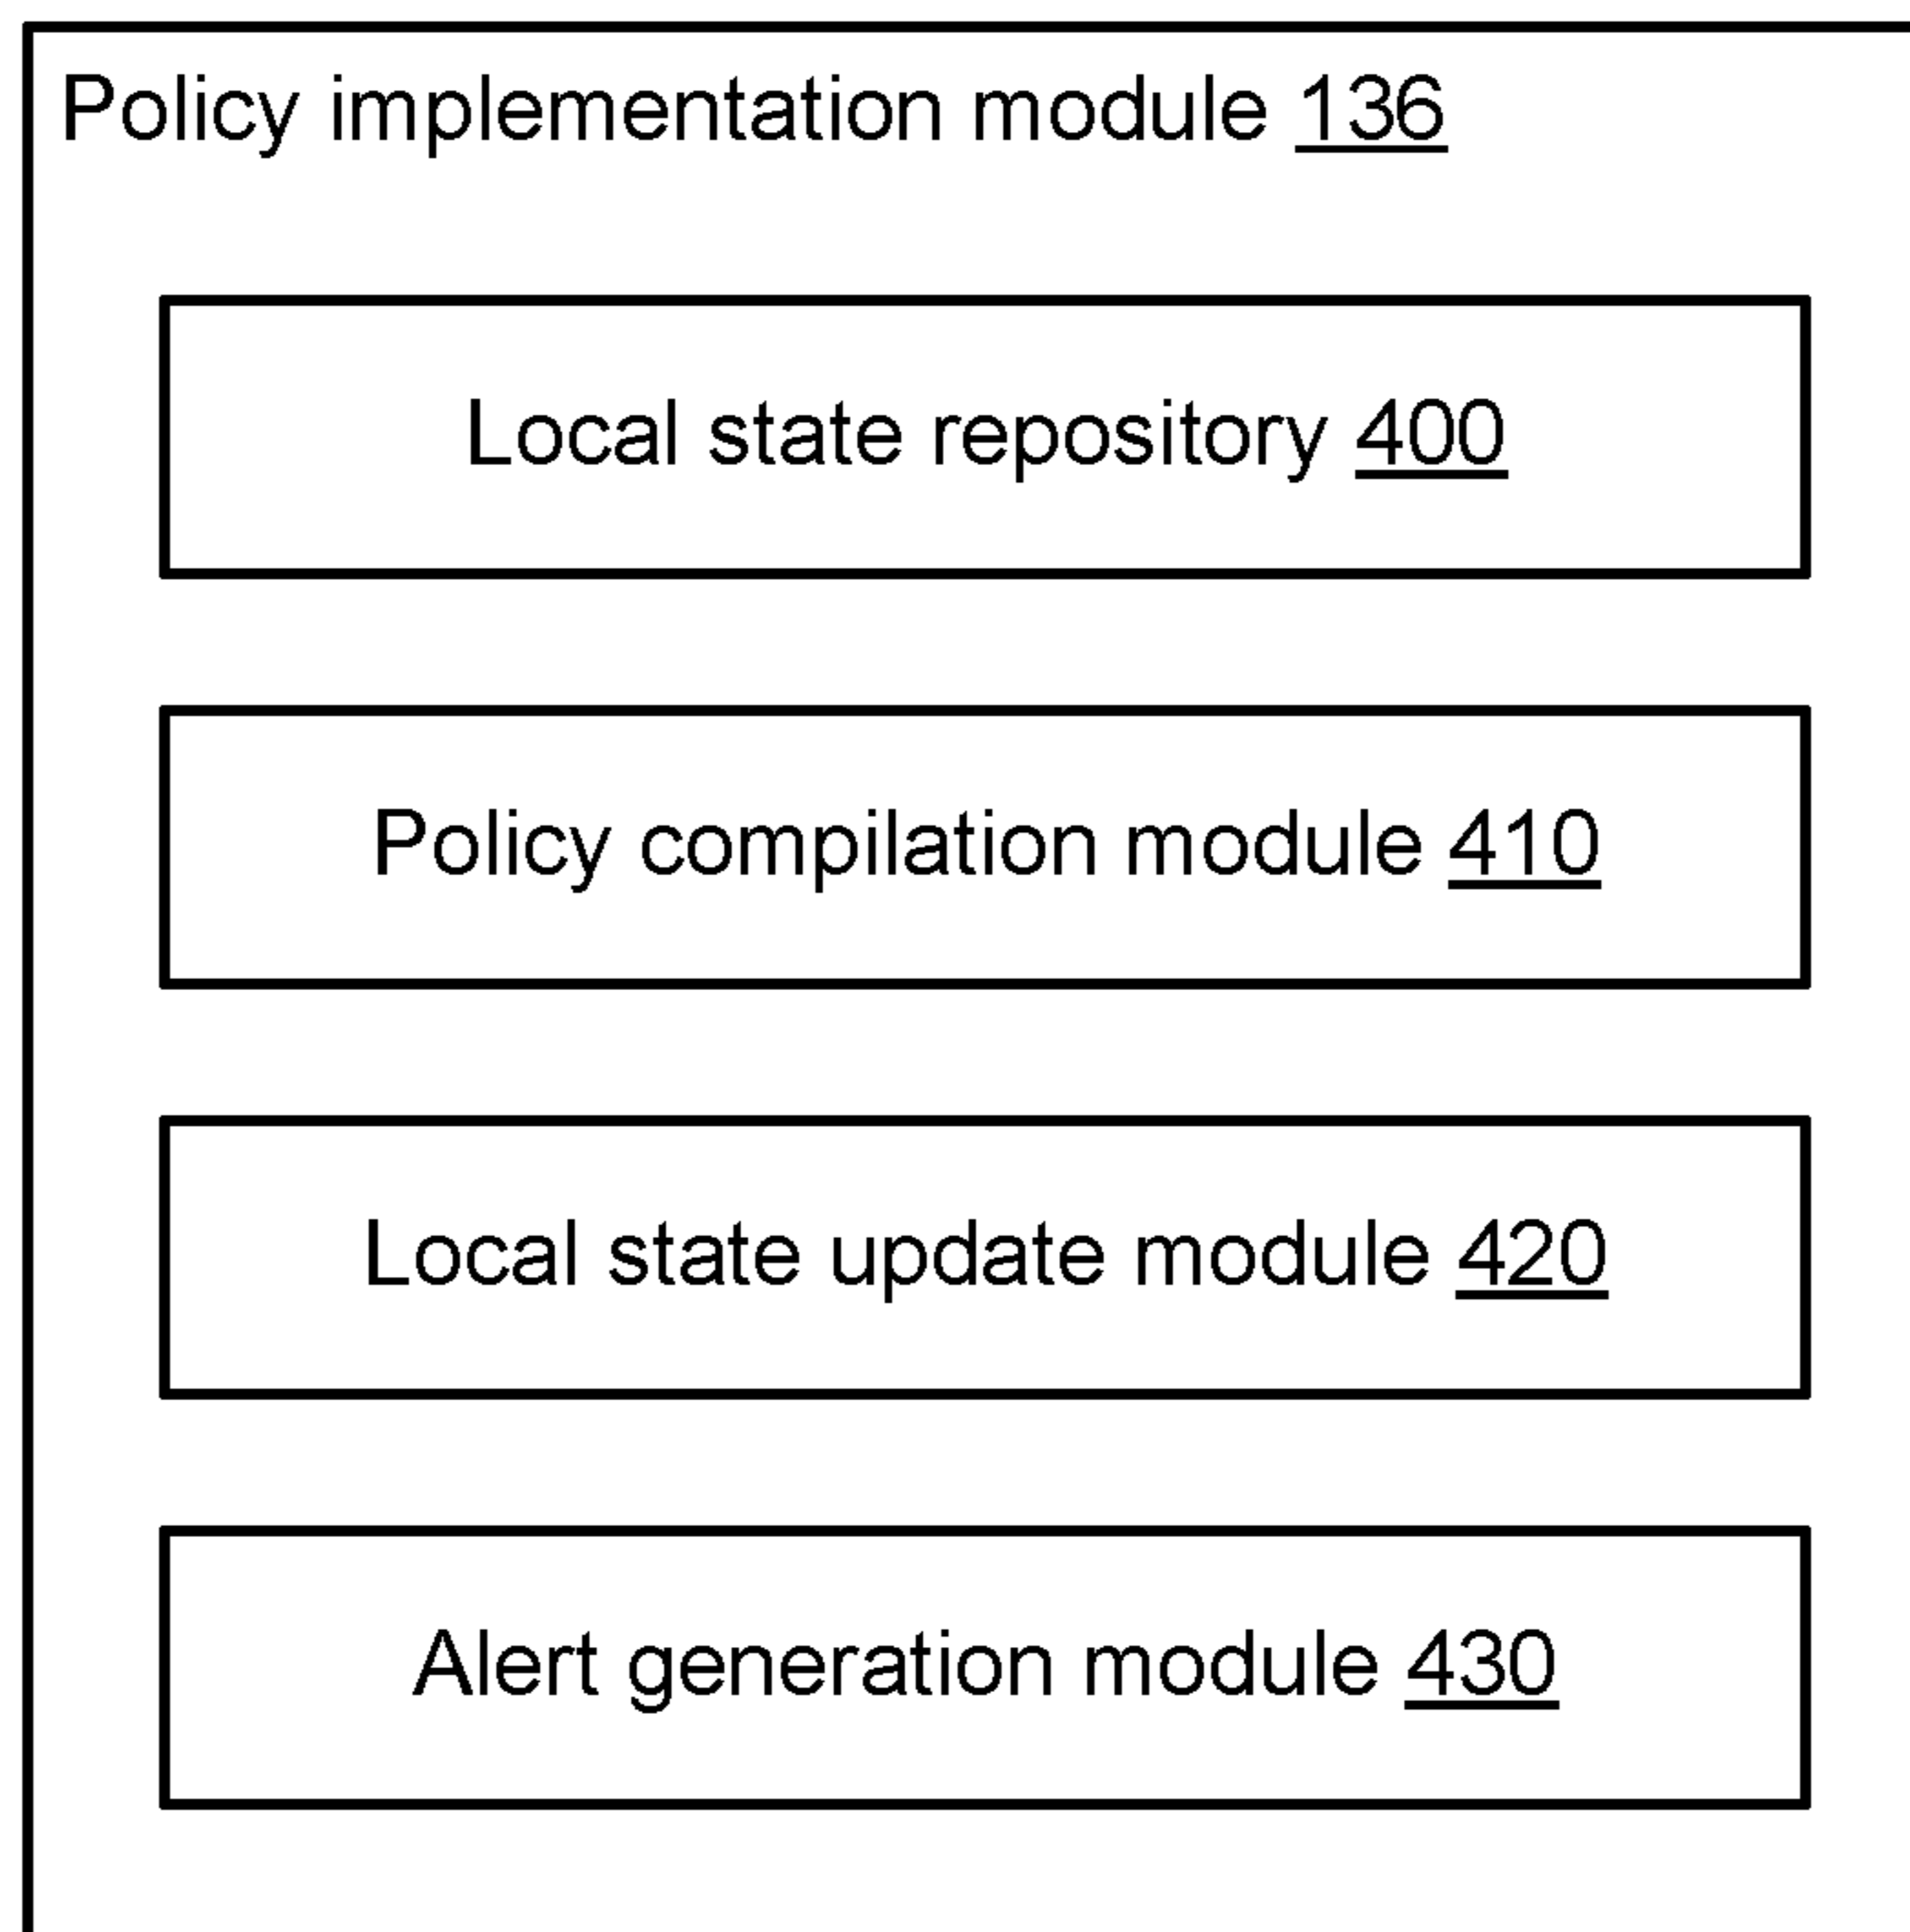 Policy implementation module 136
Local state repository 400
Policy compilation module 410
Local state update module 420
Alert generation module 430